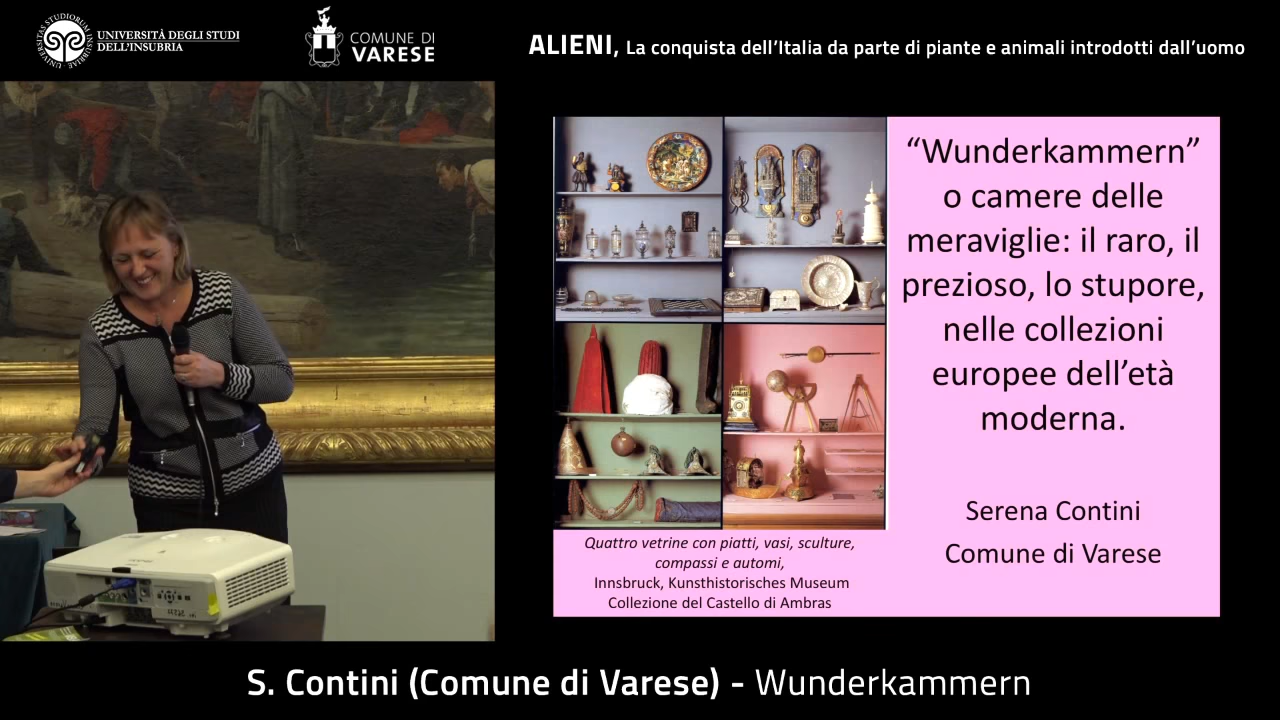 UNIVERSITÀ DEGLI STUDI
DELL'INSUBRIA
COMUNE DI
VARESE
ALIENI, La conquista dell'Italia da parte di piante e animali introdotti dall'uomo
“Wunderkammern”
o camere delle
meraviglie: il raro, il
prezioso, lo stupore,
nelle collezioni
europee dell’età
moderna.
Serena Contini
Comune di Varese
Quattro vetrine con piatti, vasi, sculture,
compassi e automi,
Innsbruck, Kunsthistorisches Museum
Collezione del Castello di Ambras
S. Contini (Comune di Varese) - Wunderkammern